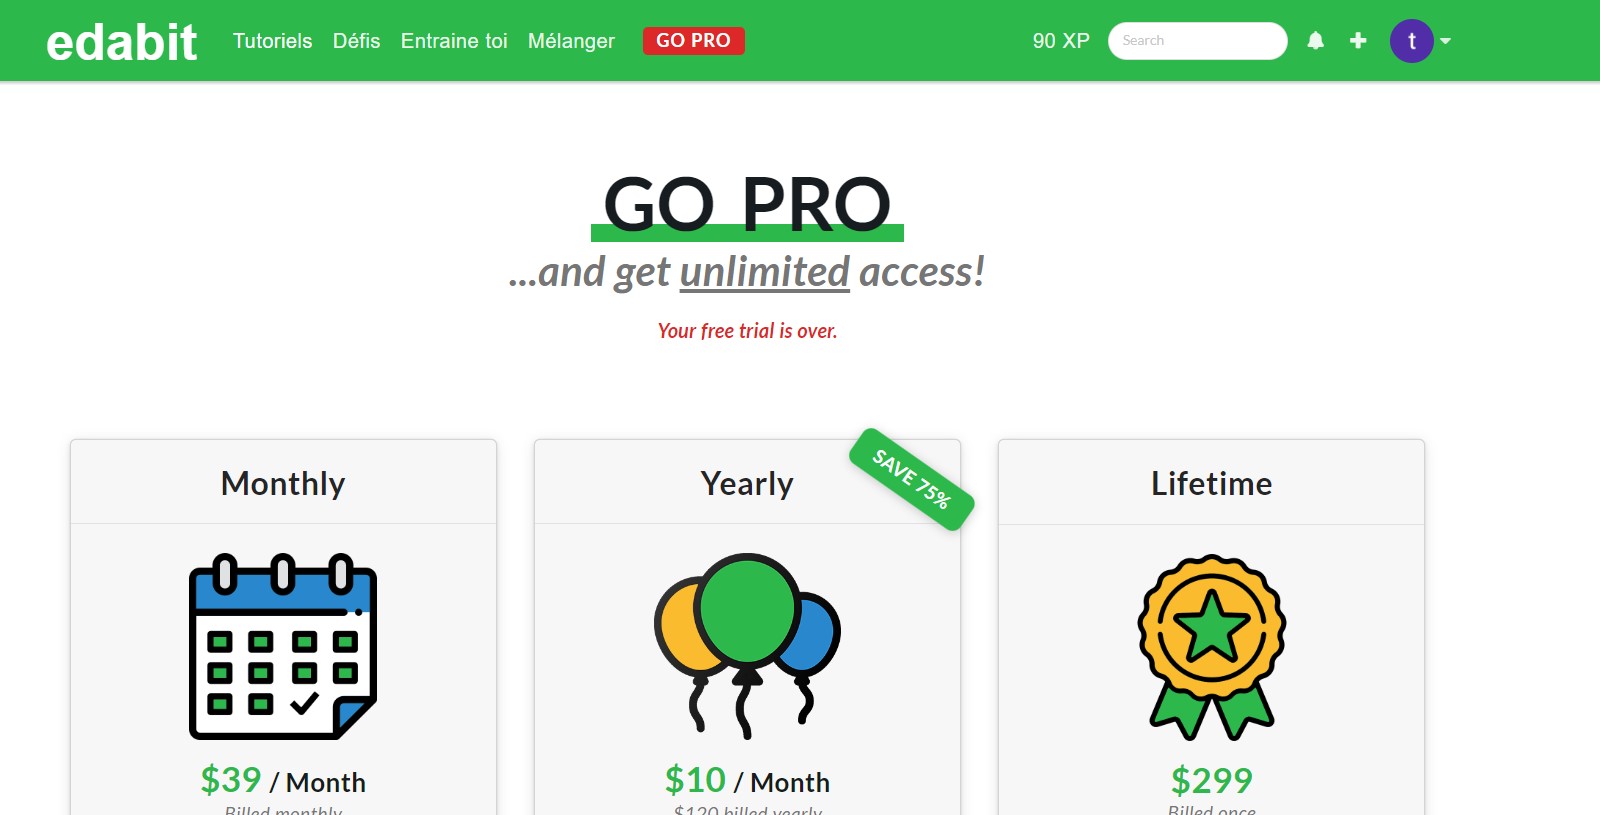 edabit Tutoriels Défis Entraine toi Mélanger GO PRO 90 XP Search t
GO PRO
...and get unlimited access!
Your free trial is over.
Monthly
$39 / Month
Billed monthly
Yearly
SAVE 75%
$10 / Month
$120 billed yearly
Lifetime
$299
Billed once